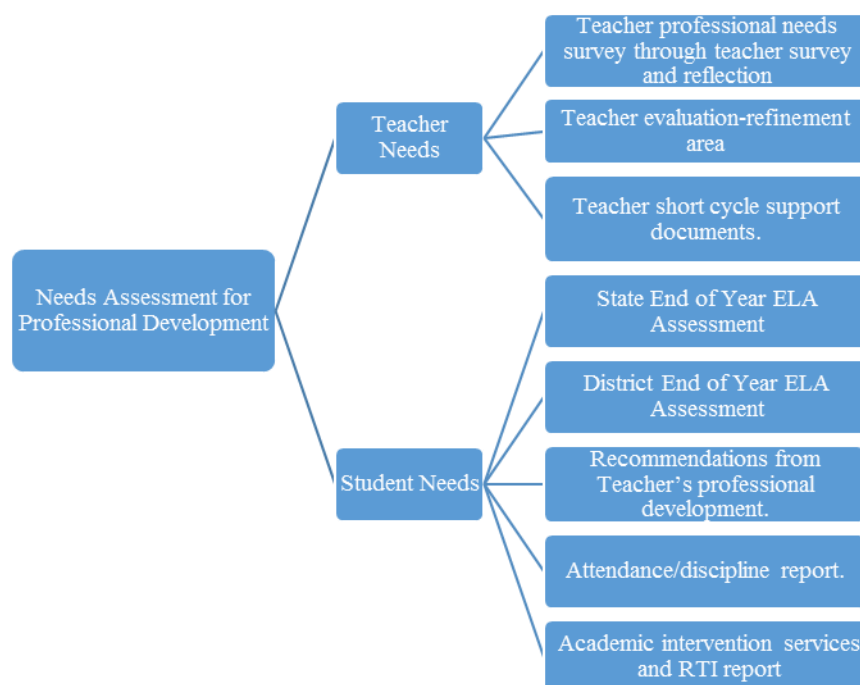 Teacher professional needs
survey through teacher survey
and reflection
Teacher
Needs
Teacher evaluation-refinement
area
Teacher short cycle support
documents.
Needs Assessment for
Professional Development
State End of Year ELA
Assessment
District End of Year ELA
Assessment
Student Needs
Recommendations from
Teacher’s professional
development.
Attendance/discipline report.
Academic intervention services
and RTI report